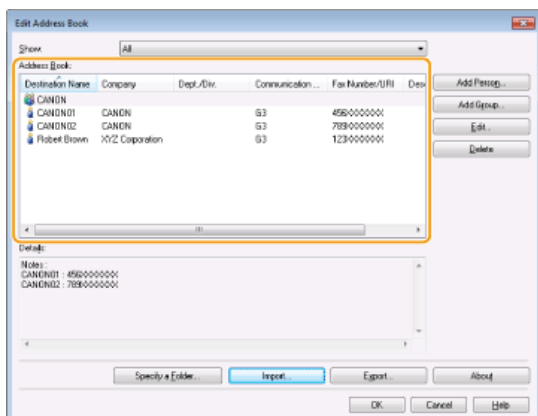 Edit Address Book
Show: All
Address Book:
Destination Name Company Dept./Div. Communication ... Fax Number/URI Des
CANON
CANON01 CANON G3 456XXXXXXX
CANON02 CANON G3 789XXXXXXX
Robert Brown XYZ Corporation G3 123XXXXXXX
Add Person...
Add Group...
Edit...
Delete
Details:
Notes:
CANON01 : 456XXXXXXX
CANON02 : 789XXXXXXX
Specify a Folder... Import... Export... About
OK Cancel Help